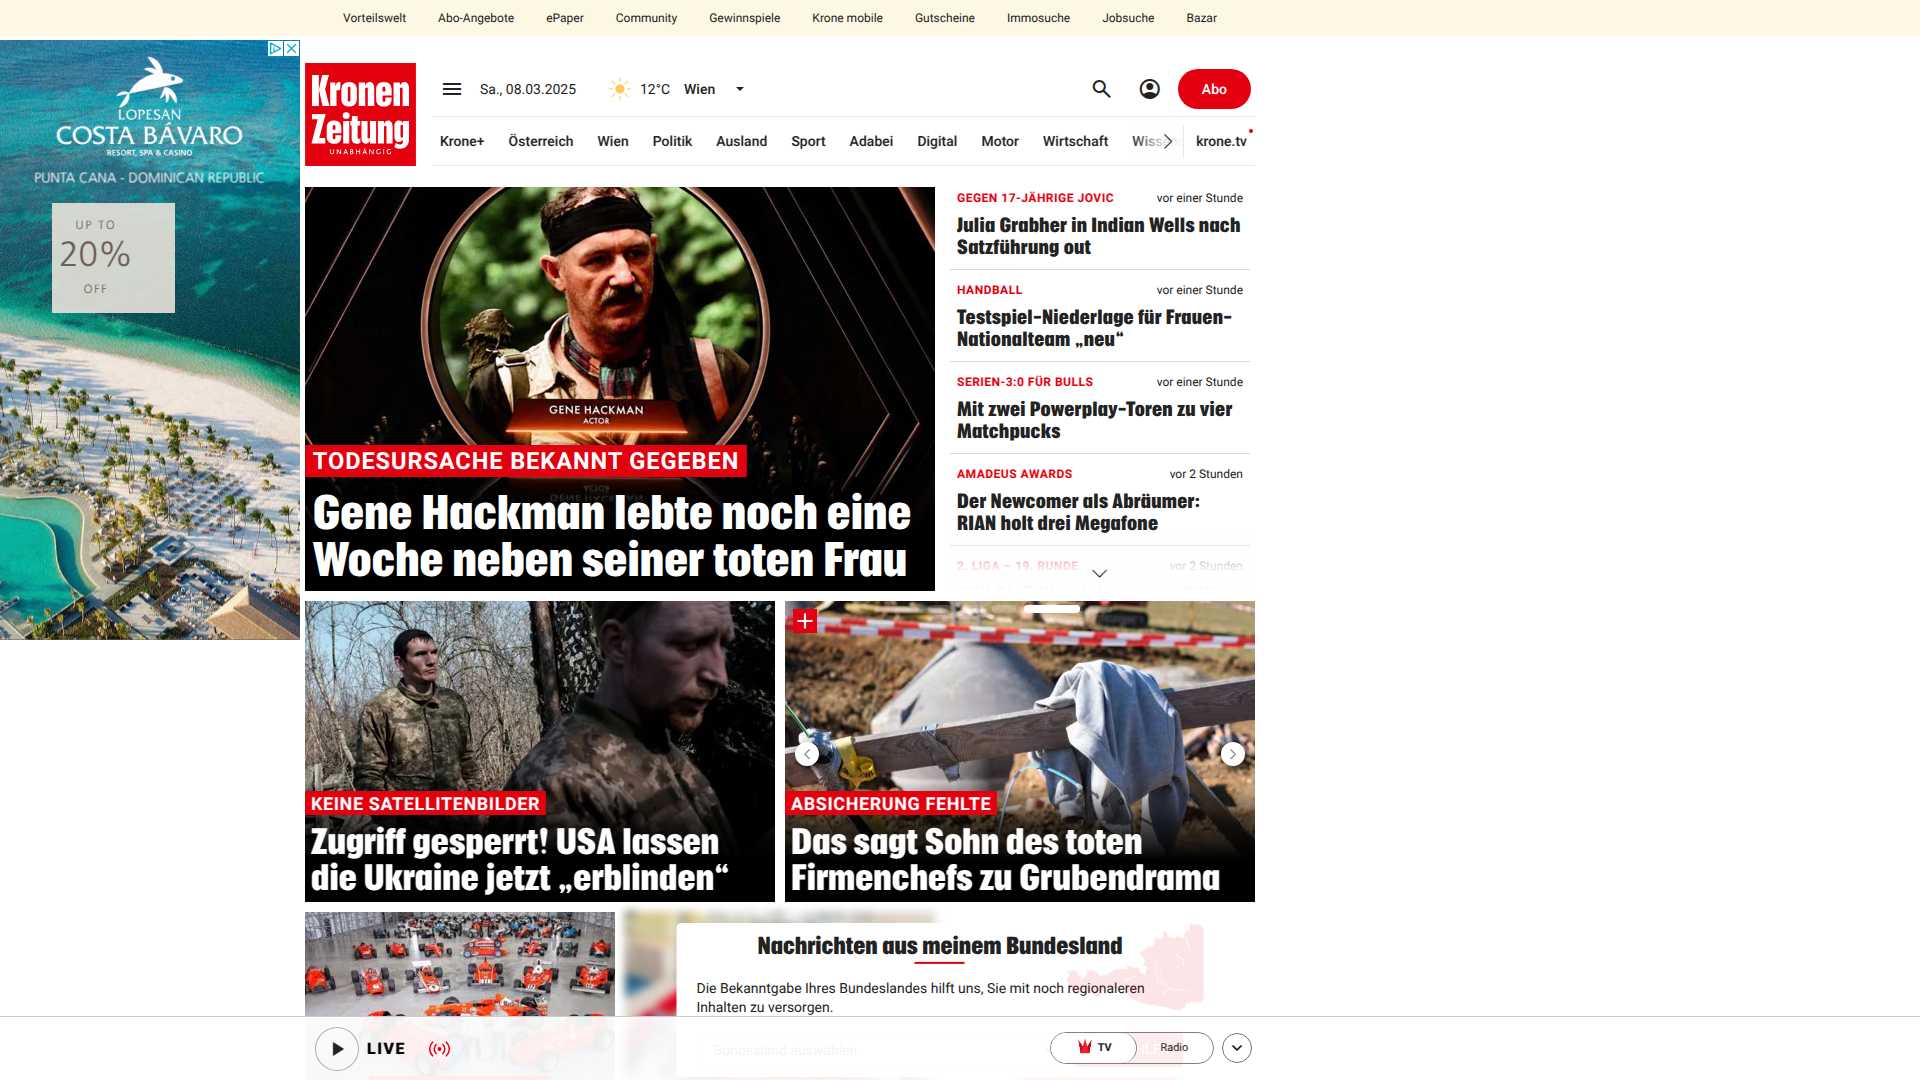 Vorteilswelt
Abo-Angebote
ePaper
Community
Gewinnspiele
Krone mobile
Gutscheine
Immosuche
Jobsuche
Bazar
LOPESAN
COSTA BÁVARO
RESORT, SPA & CASINO
PUNTA CANA - DOMINICAN REPUBLIC
UP TO
20%
OFF
Kronen
Zeitung
UNABHÄNGIG
Sa., 08.03.2025
12°C
Wien
Abo
Krone+
Österreich
Wien
Politik
Ausland
Sport
Adabei
Digital
Motor
Wirtschaft
krone.tv
GENE HACKMAN
ACTOR
TODESURSACHE BEKANNT GEGEBEN
Gene Hackman lebte noch eine
Woche neben seiner toten Frau
GEGEN 17-JÄHRIGE JOVIC
vor einer Stunde
Julia Grabher in Indian Wells nach
Satzführung out
HANDBALL
vor einer Stunde
Testspiel-Niederlage für Frauen-
Nationalteam „neu“
SERIEN-3:0 FÜR BULLS
vor einer Stunde
Mit zwei Powerplay-Toren zu vier
Matchpucks
AMADEUS AWARDS
vor 2 Stunden
Der Newcomer als Abräumer:
RIAN holt drei Megafone
2. LIGA – 19. RUNDE
vor 2 Stunden
KEINE SATELLITENBILDER
Zugriff gesperrt! USA lassen
die Ukraine jetzt „erblinden“
ABSICHERUNG FEHLTE
Das sagt Sohn des toten
Firmenchefs zu Grubendrama
Nachrichten aus meinem Bundesland
Die Bekanntgabe Ihres Bundeslandes hilft uns, Sie mit noch regionaleren
Inhalten zu versorgen.
Bundesland auswählen
LIVE
TV
Radio